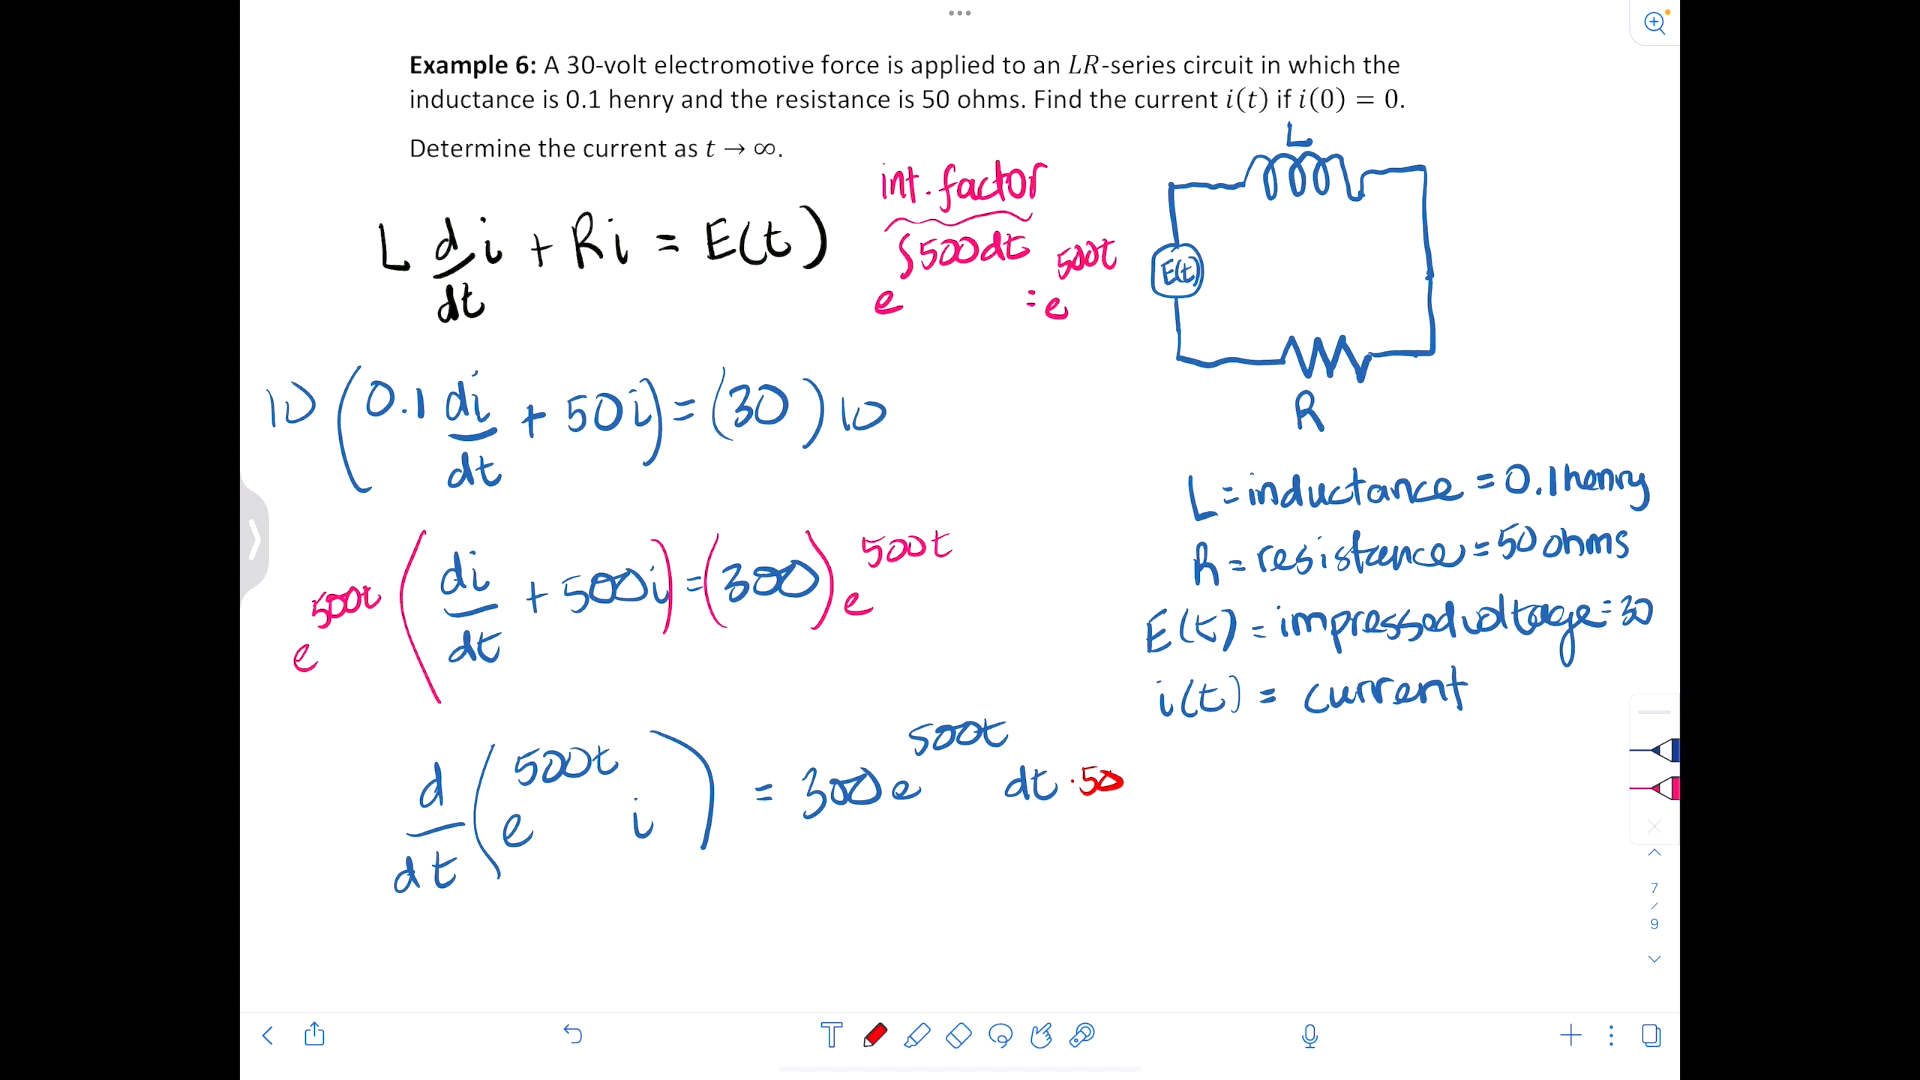 Example 6: A 30-volt electromotive force is applied to an LR-series circuit in which the
inductance is 0.1 henry and the resistance is 50 ohms. Find the current i(t) if i(0) = 0.
Determine the current as t → ∞.
L di/dt + Ri = E(t)
int. factor
e^∫500dt = e^500t
L
E(t)
R
10 (0.1 di/dt + 50i) = (30) 10
L = inductance = 0.1 henry
R = resistance = 50 ohms
E(t) = impressed voltage = 30
i(t) = current
e^500t (di/dt + 500i) = (300) e^500t
d/dt (e^500t i) = 300e^500t dt · 50
7
/
9
T